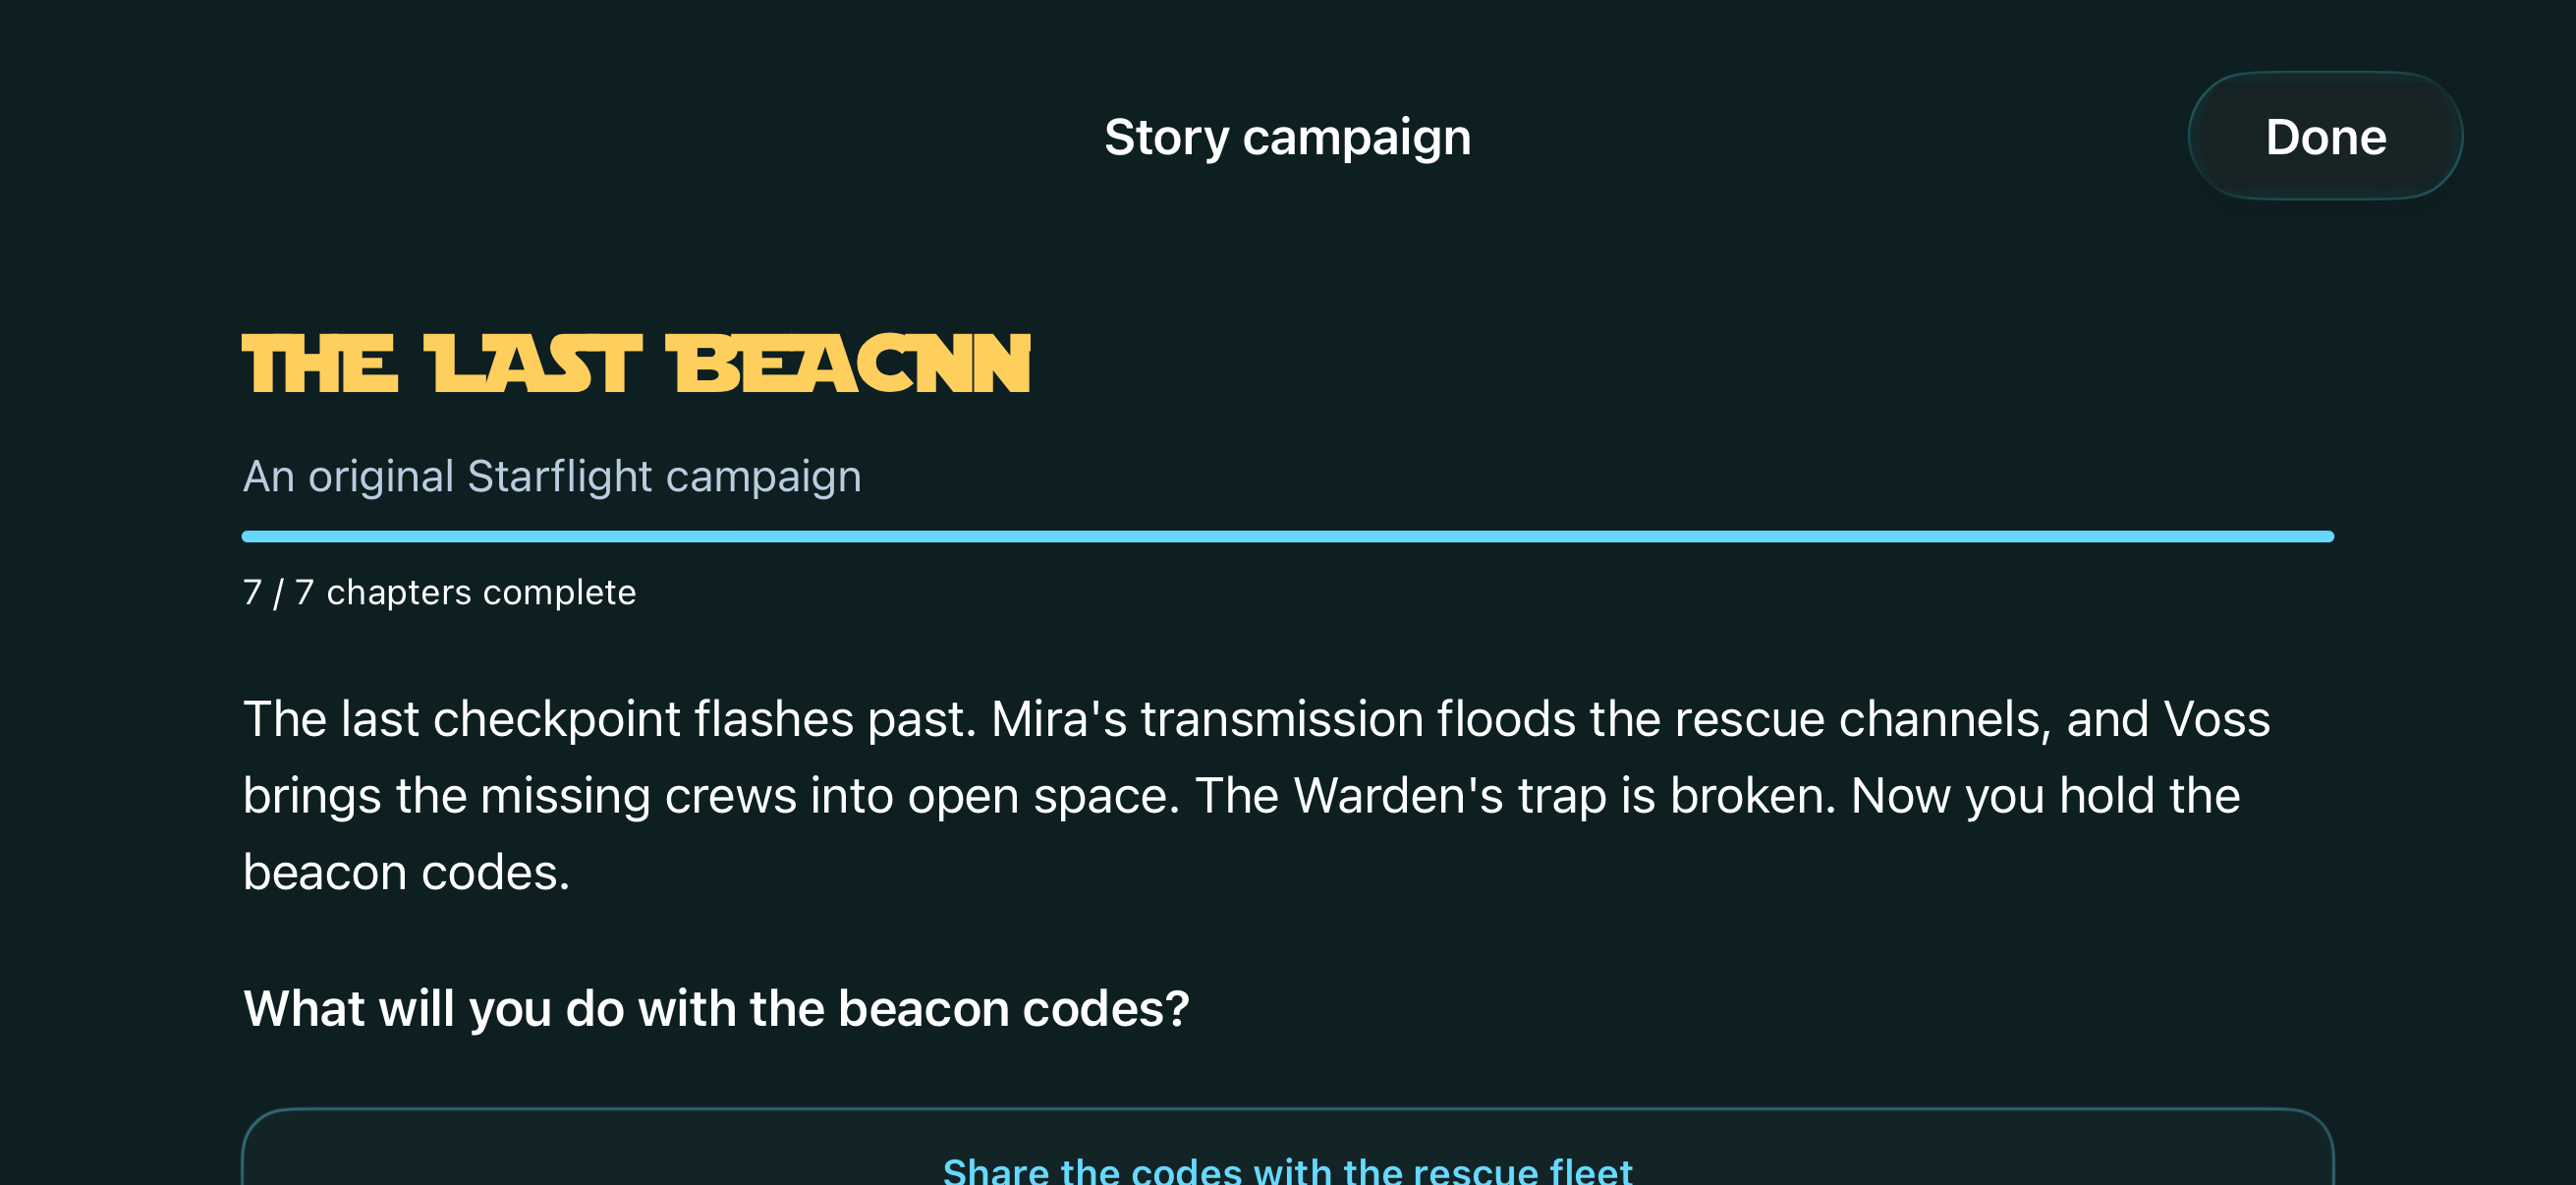 Story campaign
Done
THE LAST BEACNN
An original Starflight campaign
7 / 7 chapters complete
The last checkpoint flashes past. Mira's transmission floods the rescue channels, and Voss
brings the missing crews into open space. The Warden's trap is broken. Now you hold the
beacon codes.
What will you do with the beacon codes?
Share the codes with the rescue fleet